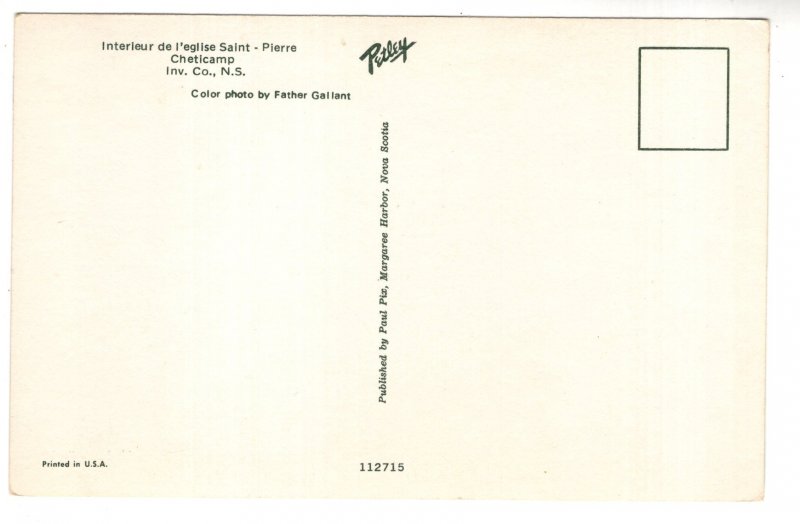 Interieur de l'eglise Saint - Pierre
Cheticamp
Inv. Co., N.S.
Color photo by Father Gallant
Petley
Published by Paul Pix, Margaree Harbor, Nova Scotia
Printed in U.S.A.
112715